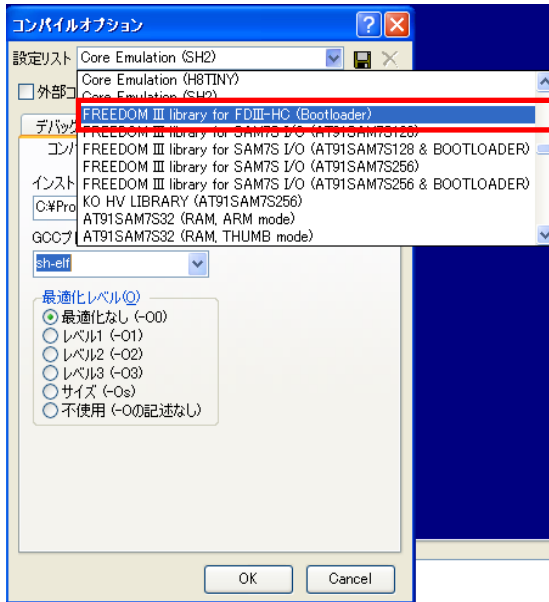 コンパイルオプション
設定リスト Core Emulation (SH2)
Core Emulation (H8TINY)
Core Emulation (SH2)
外部コ
FREEDOM Ⅲ library for FDⅢ-HC (Bootloader)
デバッグ
FREEDOM Ⅲ library for SAM7S I/O (AT91SAM7S128)
コンパ
FREEDOM Ⅲ library for SAM7S I/O (AT91SAM7S128 & BOOTLOADER)
FREEDOM Ⅲ library for SAM7S I/O (AT91SAM7S256)
インスト
FREEDOM Ⅲ library for SAM7S I/O (AT91SAM7S256 & BOOTLOADER)
C:¥Pro
KO HV LIBRARY (AT91SAM7S256)
AT91SAM7S32 (RAM, ARM mode)
GCCプ
AT91SAM7S32 (RAM, THUMB mode)
sh-elf
最適化レベル(O)
最適化なし (-O0)
レベル1 (-O1)
レベル2 (-O2)
レベル3 (-O3)
サイズ (-Os)
不使用 (-Oの記述なし)
OK Cancel